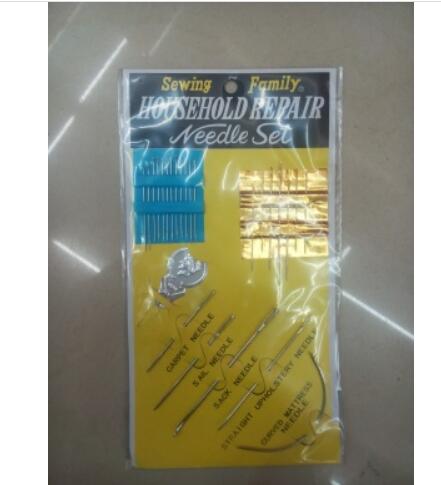 Sewing Family
HOUSEHOLD REPAIR
Needle Set
CARPET NEEDLE
SAIL NEEDLE
SACK NEEDLE
STRAIGHT UPHOLSTERY NEEDLE
CURVED MATTRESS
NEEDLE